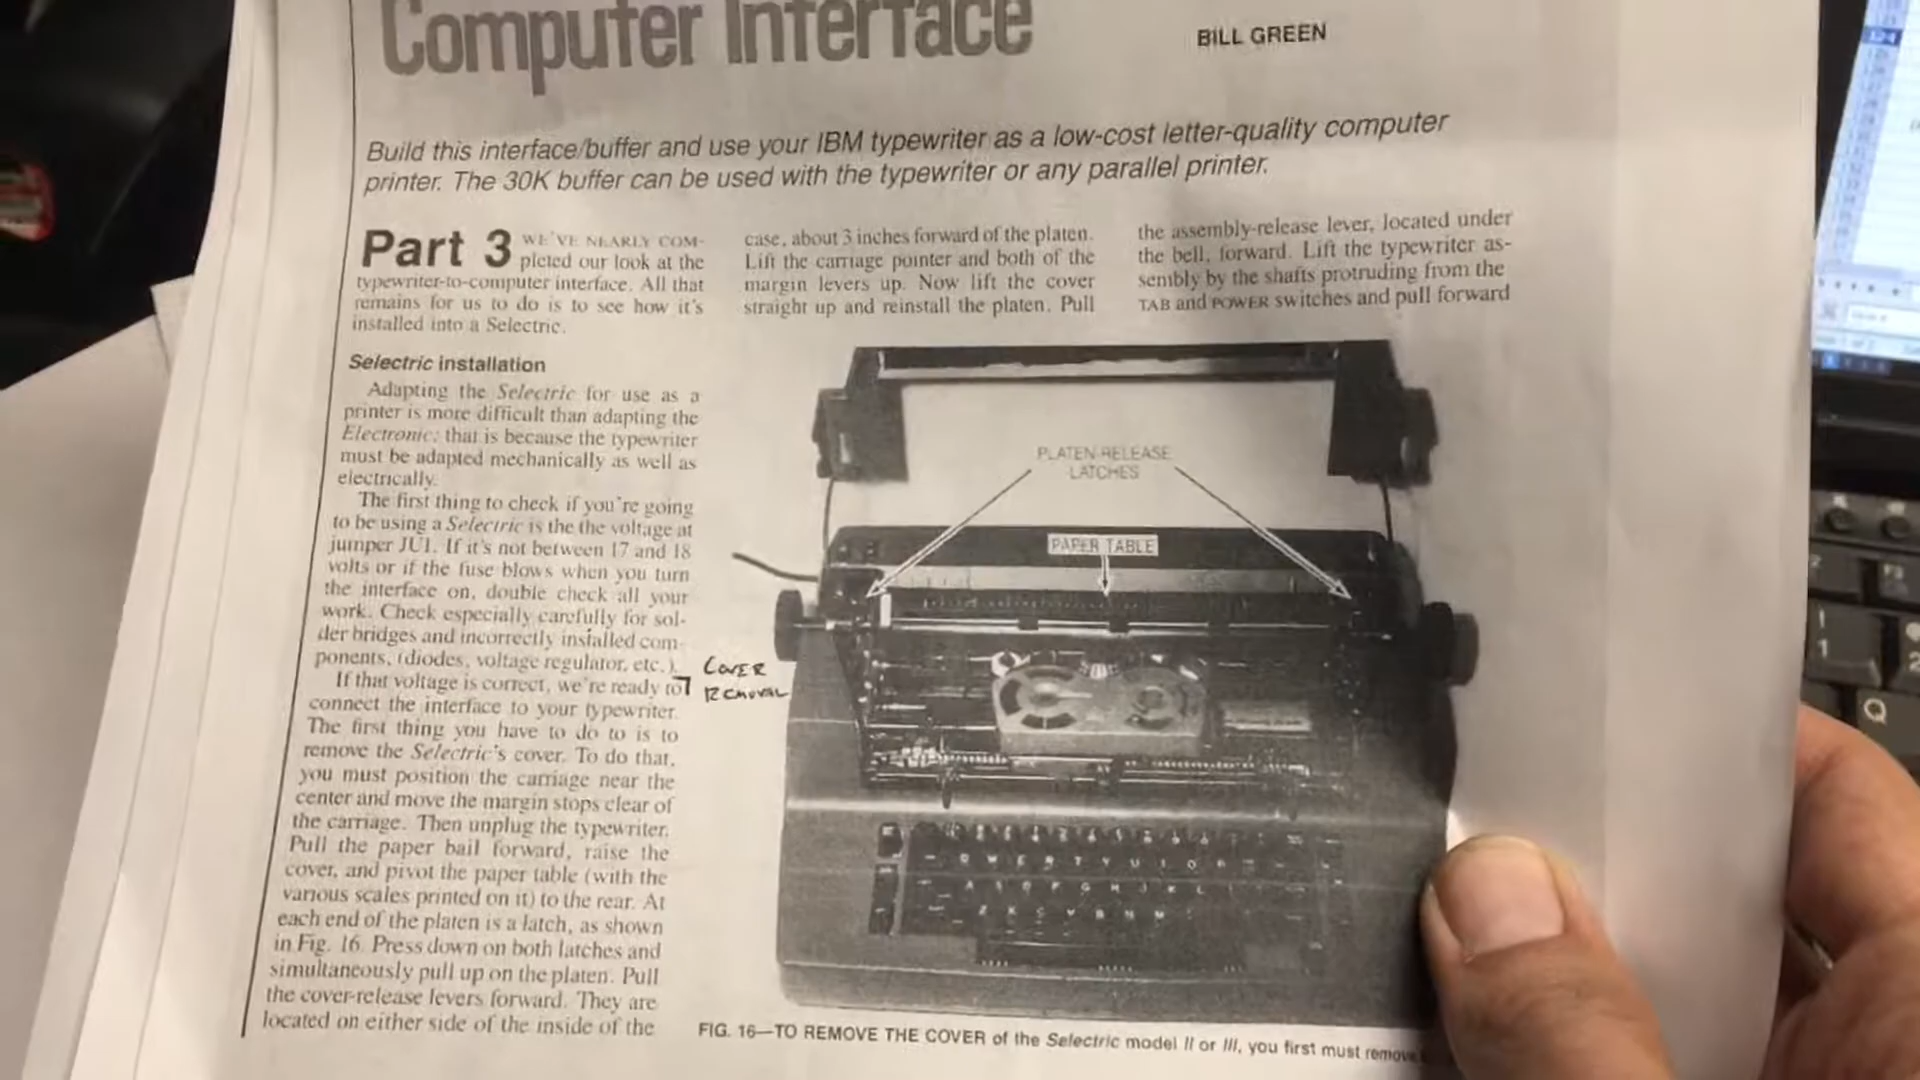 Computer Interface
BILL GREEN
Build this interface/buffer and use your IBM typewriter as a low-cost letter-quality computer
printer. The 30K buffer can be used with the typewriter or any parallel printer.
Part 3 WE'VE NEARLY COM-
pleted our look at the
typewriter-to-computer interface. All that
remains for us to do is to see how it's
installed into a Selectric.
Selectric installation
Adapting the Selectric for use as a
printer is more difficult than adapting the
Electronic; that is because the typewriter
must be adapted mechanically as well as
electrically.
The first thing to check if you're going
to be using a Selectric is the the voltage at
jumper JU1. If it's not between 17 and 18
volts or if the fuse blows when you turn
the interface on, double check all your
work. Check especially carefully for sol-
der bridges and incorrectly installed com-
ponents, (diodes, voltage regulator, etc.).
If that voltage is correct, we're ready to
connect the interface to your typewriter.
The first thing you have to do to is to
remove the Selectric's cover. To do that,
you must position the carriage near the
center and move the margin stops clear of
the carriage. Then unplug the typewriter.
Pull the paper bail forward, raise the
cover, and pivot the paper table (with the
various scales printed on it) to the rear. At
each end of the platen is a latch, as shown
in Fig. 16. Press down on both latches and
simultaneously pull up on the platen. Pull
the cover-release levers forward. They are
located on either side of the inside of the
COVER
REMOVAL
case, about 3 inches forward of the platen.
Lift the carriage pointer and both of the
margin levers up. Now lift the cover
straight up and reinstall the platen. Pull
the assembly-release lever, located under
the bell, forward. Lift the typewriter as-
sembly by the shafts protruding from the
TAB and POWER switches and pull forward
PLATEN-RELEASE
LATCHES
PAPER TABLE
Q W E R T Y U I O P
A S D F G H J K L
Z X C V B N M
FIG. 16—TO REMOVE THE COVER of the Selectric model II or III, you first must remove
1
1
2
Q